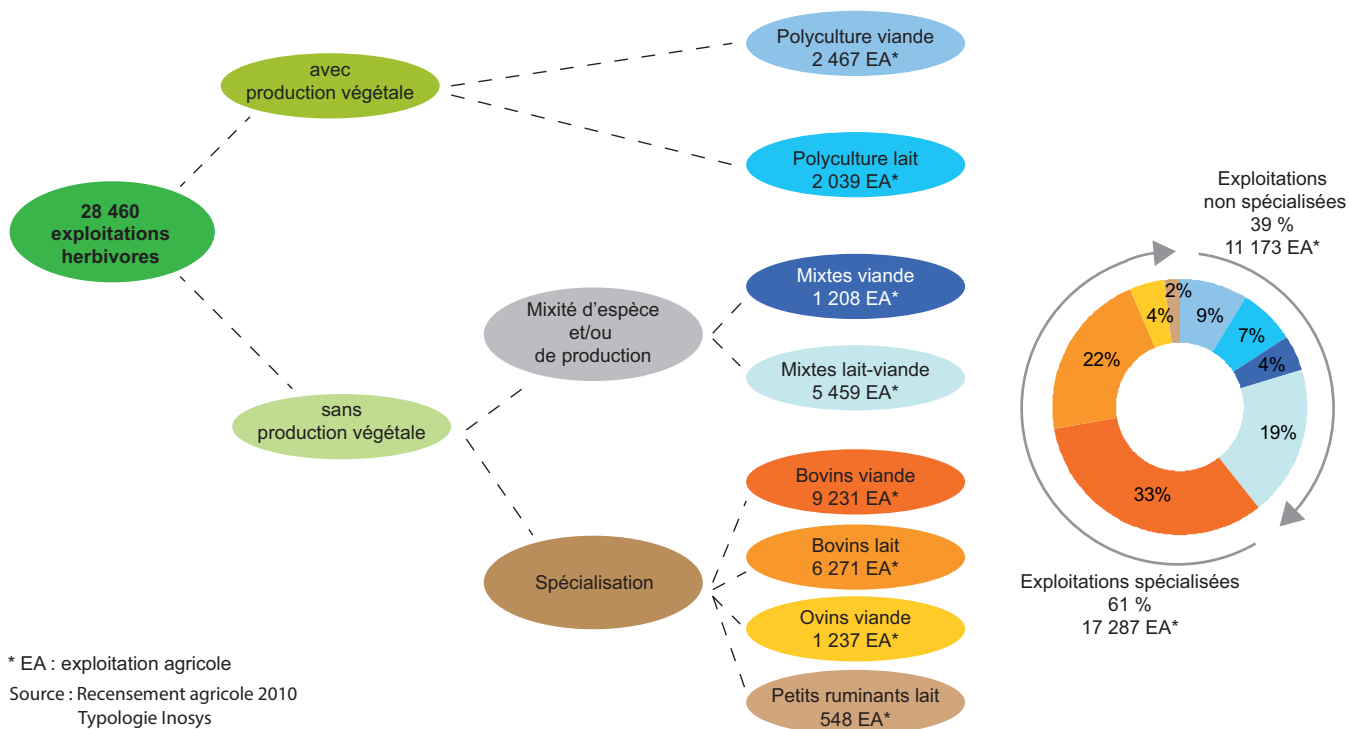 avec
production végétale
Polyculture viande
2 467 EA*
Polyculture lait
2 039 EA*
28 460
exploitations
herbivores
Mixité d'espèce
et/ou
de production
Mixtes viande
1 208 EA*
Mixtes lait-viande
5 459 EA*
sans
production végétale
Spécialisation
Bovins viande
9 231 EA*
Bovins lait
6 271 EA*
Ovins viande
1 237 EA*
Petits ruminants lait
548 EA*
Exploitations
non spécialisées
39 %
11 173 EA*
2%
9%
4%
7%
22%
4%
19%
33%
Exploitations spécialisées
61 %
17 287 EA*
* EA : exploitation agricole
Source : Recensement agricole 2010
Typologie Inosys